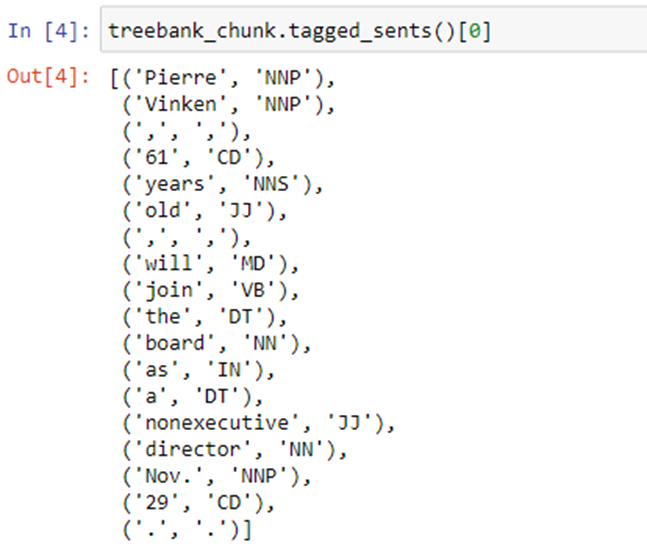 In [4]: treebank_chunk.tagged_sents()[0]
Out[4]: [('Pierre', 'NNP'),
('Vinken', 'NNP'),
(',', ','),
('61', 'CD'),
('years', 'NNS'),
('old', 'JJ'),
(',', ','),
('will', 'MD'),
('join', 'VB'),
('the', 'DT'),
('board', 'NN'),
('as', 'IN'),
('a', 'DT'),
('nonexecutive', 'JJ'),
('director', 'NN'),
('Nov.', 'NNP'),
('29', 'CD'),
('.', '.')]